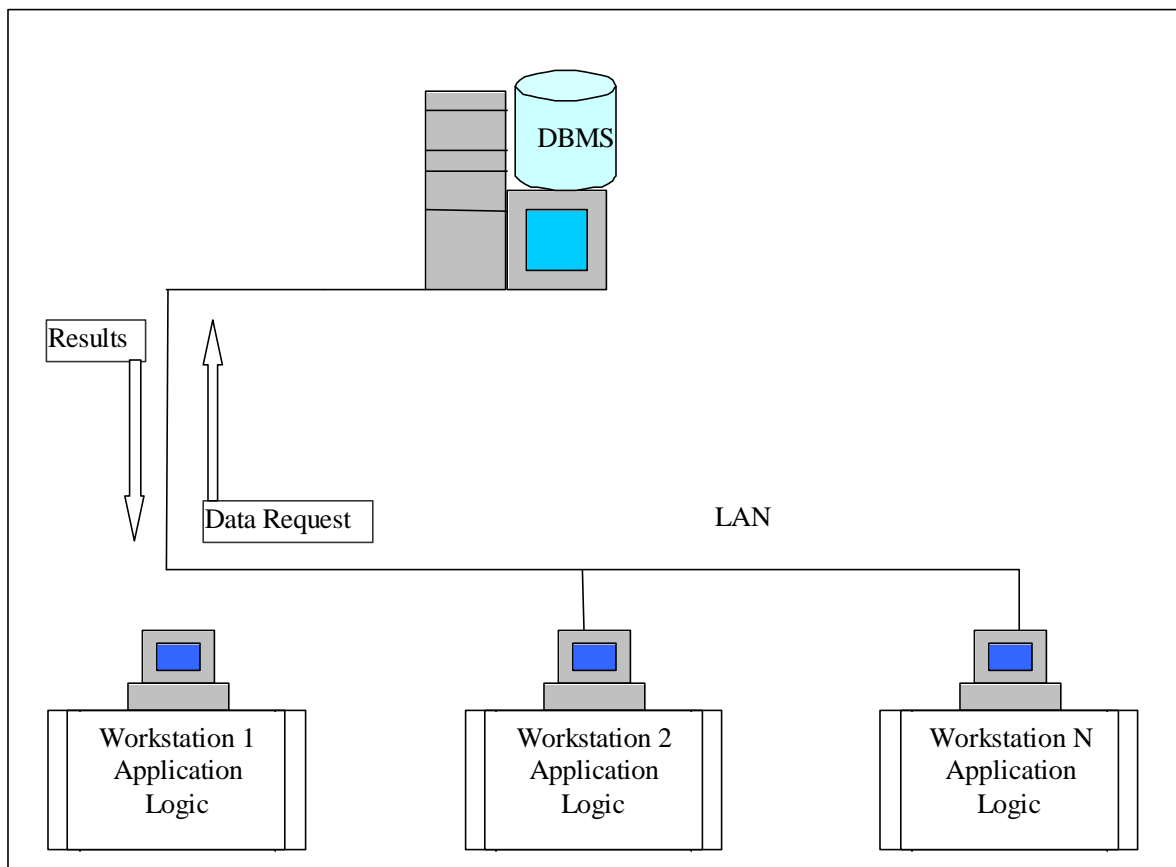 DBMS
Results
Data Request
LAN
Workstation 1
Application
Logic
Workstation 2
Application
Logic
Workstation N
Application
Logic